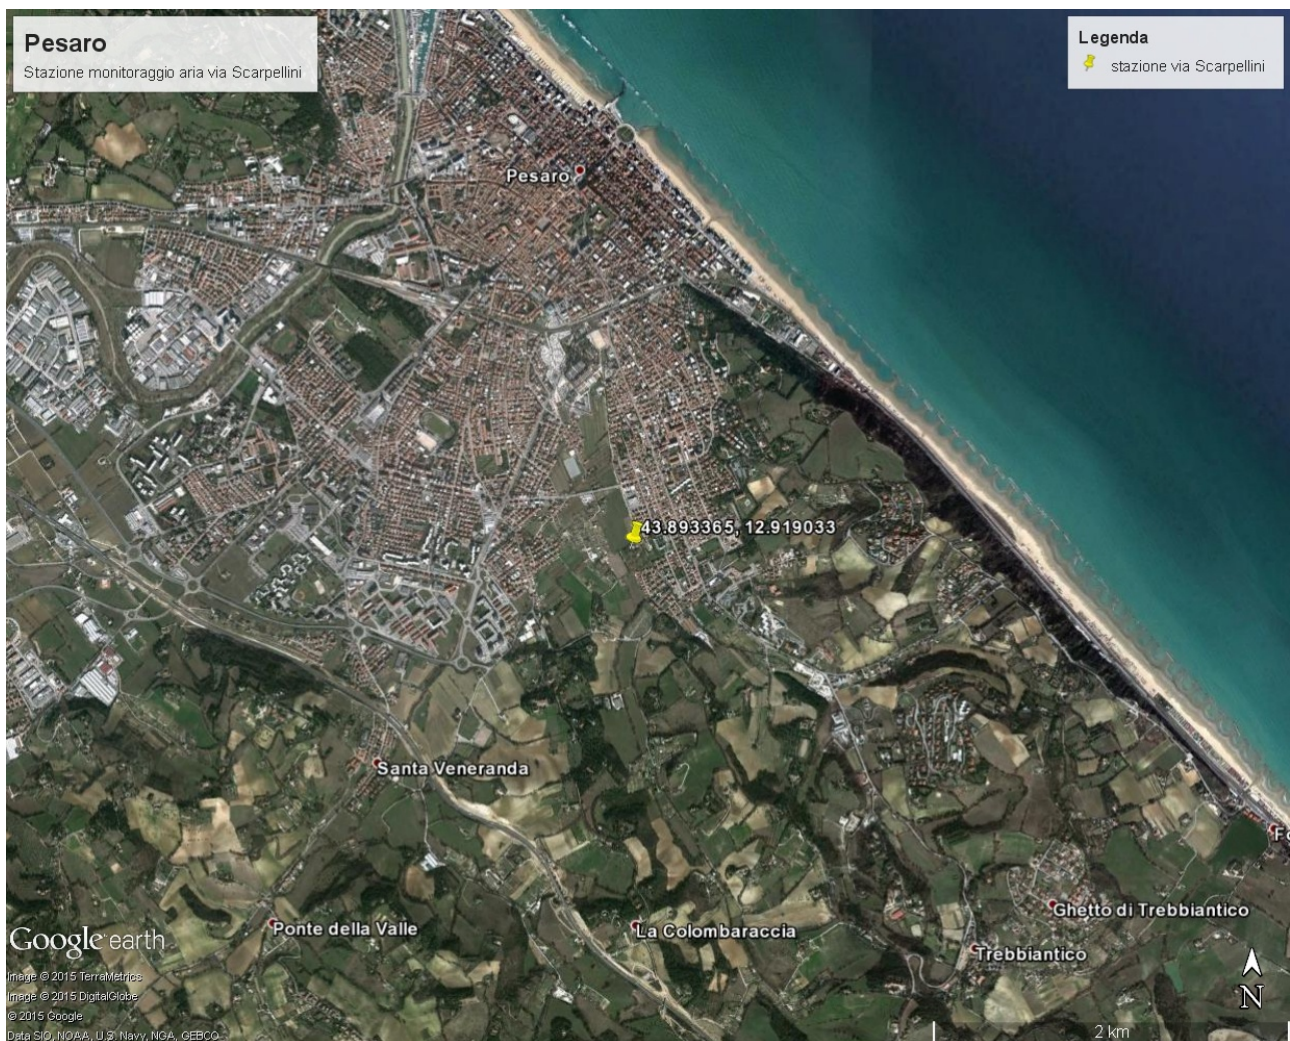 Pesaro
Stazione monitoraggio aria via Scarpellini
Legenda
stazione via Scarpellini
Pesaro
43.893365, 12.919033
Santa Veneranda
Ponte della Valle
La Colombaraccia
Ghetto di Trebbiantico
Trebbiantico
Fo
Google earth
Image © 2015 TerraMetrics
Image © 2015 DigitalGlobe
© 2015 Google
Data SIO, NOAA, U.S. Navy, NGA, GEBCO
N
2 km